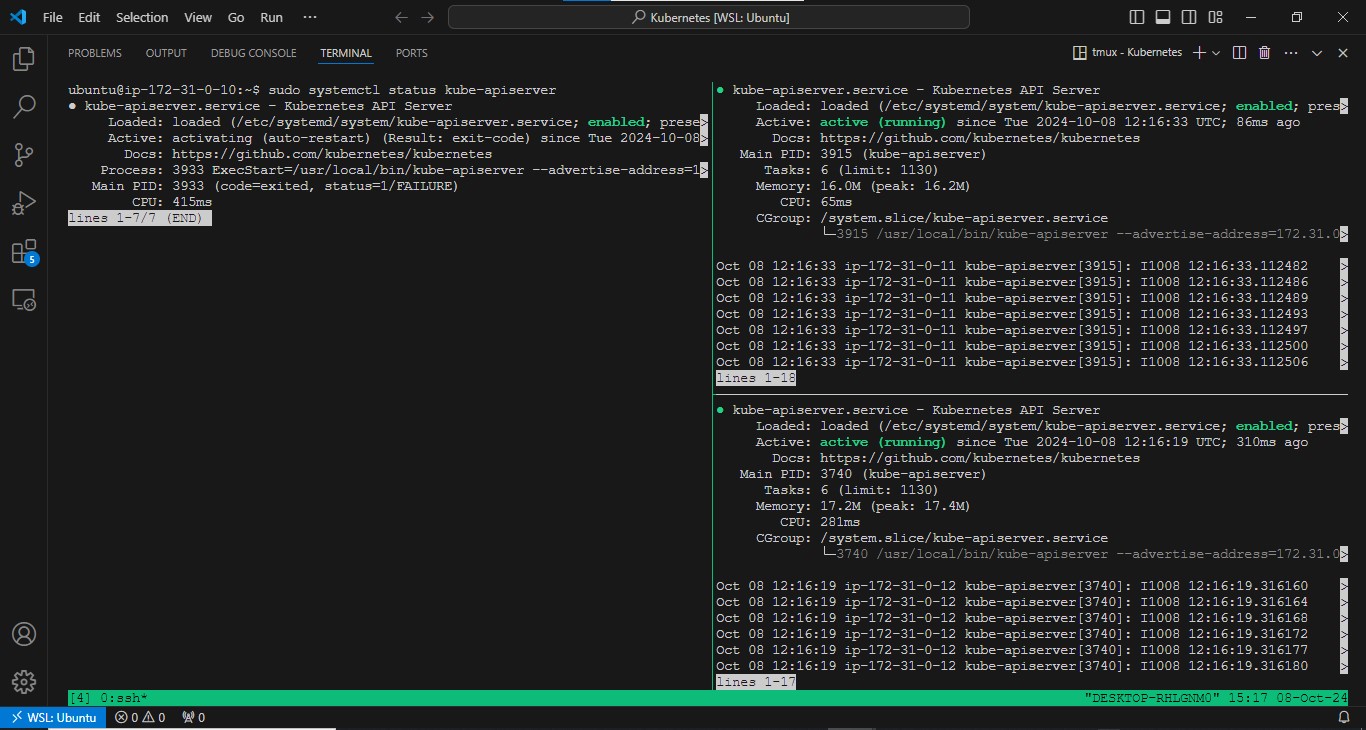 File Edit Selection View Go Run ···
Kubernetes [WSL: Ubuntu]
PROBLEMS OUTPUT DEBUG CONSOLE TERMINAL PORTS
tmux - Kubernetes
ubuntu@ip-172-31-0-10:~$ sudo systemctl status kube-apiserver
● kube-apiserver.service - Kubernetes API Server
Loaded: loaded (/etc/systemd/system/kube-apiserver.service; enabled; prese>
Active: activating (auto-restart) (Result: exit-code) since Tue 2024-10-08>
Docs: https://github.com/kubernetes/kubernetes
Process: 3933 ExecStart=/usr/local/bin/kube-apiserver --advertise-address=1>
Main PID: 3933 (code=exited, status=1/FAILURE)
CPU: 415ms
lines 1-7/7 (END)
● kube-apiserver.service - Kubernetes API Server
Loaded: loaded (/etc/systemd/system/kube-apiserver.service; enabled; pres>
Active: active (running) since Tue 2024-10-08 12:16:33 UTC; 86ms ago
Docs: https://github.com/kubernetes/kubernetes
Main PID: 3915 (kube-apiserver)
Tasks: 6 (limit: 1130)
Memory: 16.0M (peak: 16.2M)
CPU: 65ms
CGroup: /system.slice/kube-apiserver.service
└─3915 /usr/local/bin/kube-apiserver --advertise-address=172.31.0>
Oct 08 12:16:33 ip-172-31-0-11 kube-apiserver[3915]: I1008 12:16:33.112482 >
Oct 08 12:16:33 ip-172-31-0-11 kube-apiserver[3915]: I1008 12:16:33.112486 >
Oct 08 12:16:33 ip-172-31-0-11 kube-apiserver[3915]: I1008 12:16:33.112489 >
Oct 08 12:16:33 ip-172-31-0-11 kube-apiserver[3915]: I1008 12:16:33.112493 >
Oct 08 12:16:33 ip-172-31-0-11 kube-apiserver[3915]: I1008 12:16:33.112497 >
Oct 08 12:16:33 ip-172-31-0-11 kube-apiserver[3915]: I1008 12:16:33.112500 >
Oct 08 12:16:33 ip-172-31-0-11 kube-apiserver[3915]: I1008 12:16:33.112506 >
lines 1-18
● kube-apiserver.service - Kubernetes API Server
Loaded: loaded (/etc/systemd/system/kube-apiserver.service; enabled; pres>
Active: active (running) since Tue 2024-10-08 12:16:19 UTC; 310ms ago
Docs: https://github.com/kubernetes/kubernetes
Main PID: 3740 (kube-apiserver)
Tasks: 6 (limit: 1130)
Memory: 17.2M (peak: 17.4M)
CPU: 281ms
CGroup: /system.slice/kube-apiserver.service
└─3740 /usr/local/bin/kube-apiserver --advertise-address=172.31.0>
Oct 08 12:16:19 ip-172-31-0-12 kube-apiserver[3740]: I1008 12:16:19.316160 >
Oct 08 12:16:19 ip-172-31-0-12 kube-apiserver[3740]: I1008 12:16:19.316164 >
Oct 08 12:16:19 ip-172-31-0-12 kube-apiserver[3740]: I1008 12:16:19.316168 >
Oct 08 12:16:19 ip-172-31-0-12 kube-apiserver[3740]: I1008 12:16:19.316172 >
Oct 08 12:16:19 ip-172-31-0-12 kube-apiserver[3740]: I1008 12:16:19.316177 >
Oct 08 12:16:19 ip-172-31-0-12 kube-apiserver[3740]: I1008 12:16:19.316180 >
lines 1-17
5
[4] 0:ssh* "DESKTOP-RHLGNM0" 15:17 08-Oct-24
WSL: Ubuntu 0 0 0